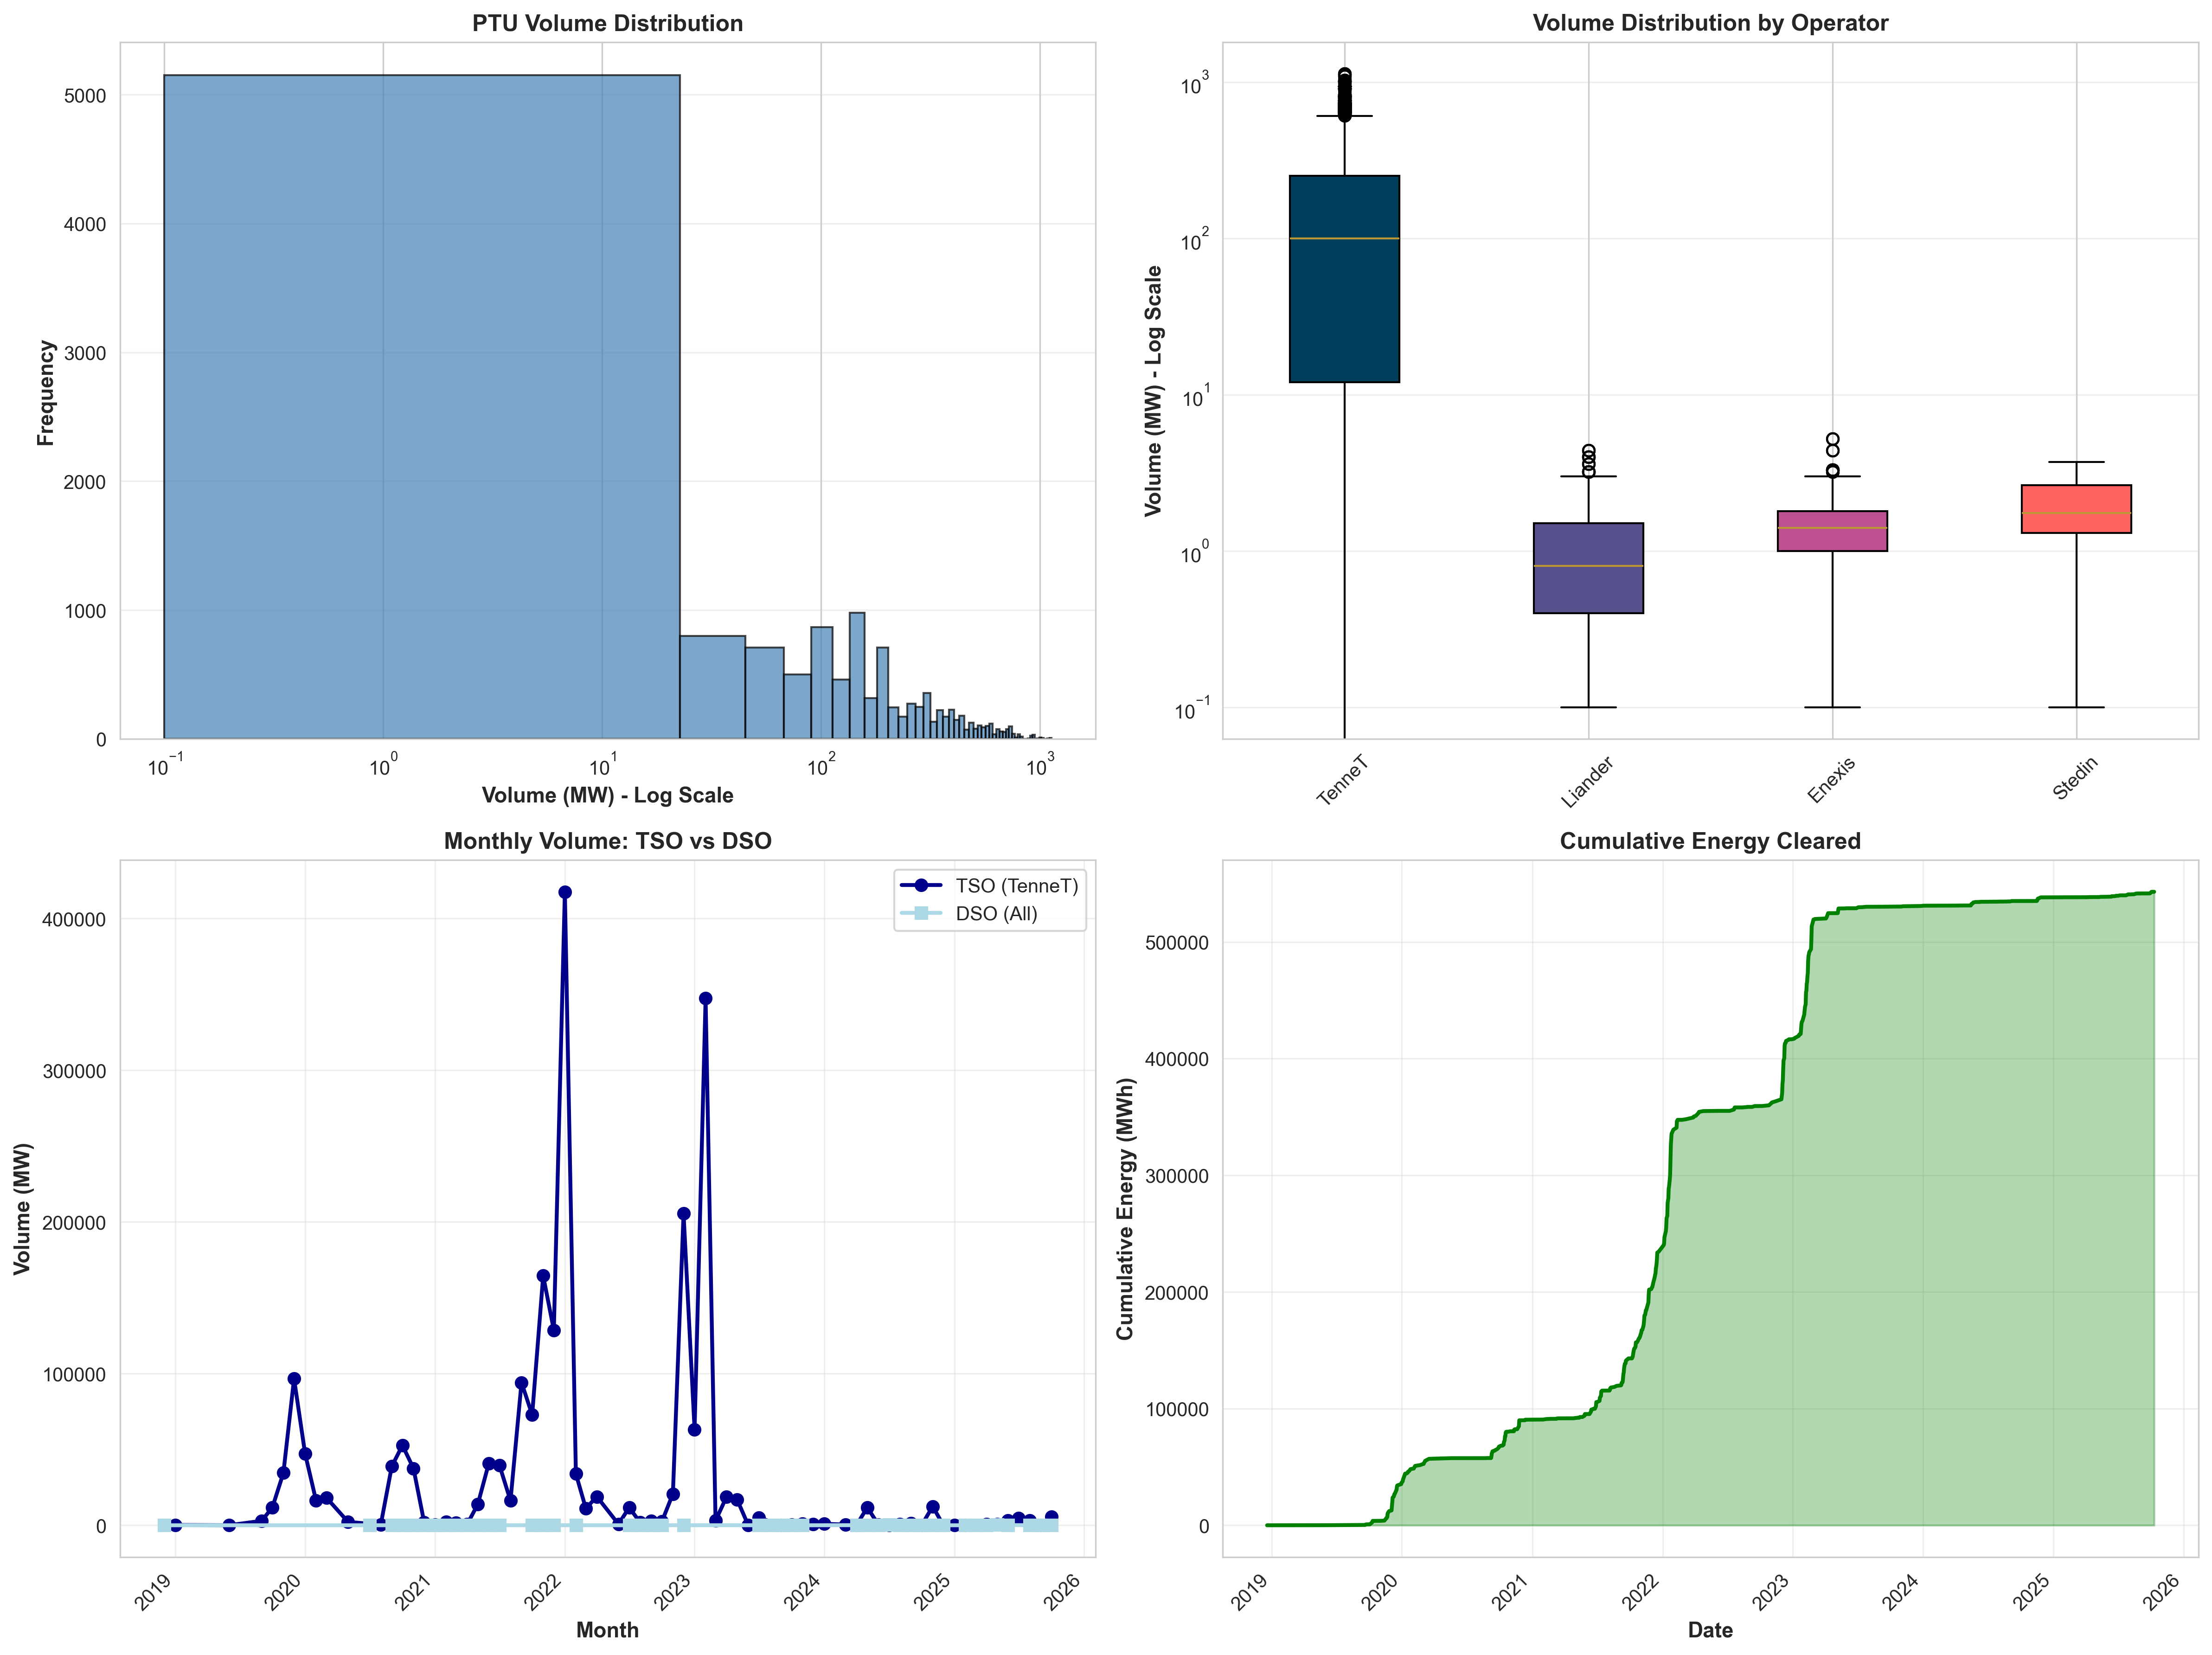 PTU Volume Distribution
Frequency
5000
4000
3000
2000
1000
0
10⁻¹ 10⁰ 10¹ 10² 10³
Volume (MW) - Log Scale
Volume Distribution by Operator
Volume (MW) - Log Scale
10³
10²
10¹
10⁰
10⁻¹
TenneT Liander Enexis Stedin
Monthly Volume: TSO vs DSO
TSO (TenneT)
DSO (All)
Volume (MW)
400000
300000
200000
100000
0
2019 2020 2021 2022 2023 2024 2025 2026
Month
Cumulative Energy Cleared
Cumulative Energy (MWh)
500000
400000
300000
200000
100000
0
2019 2020 2021 2022 2023 2024 2025 2026
Date